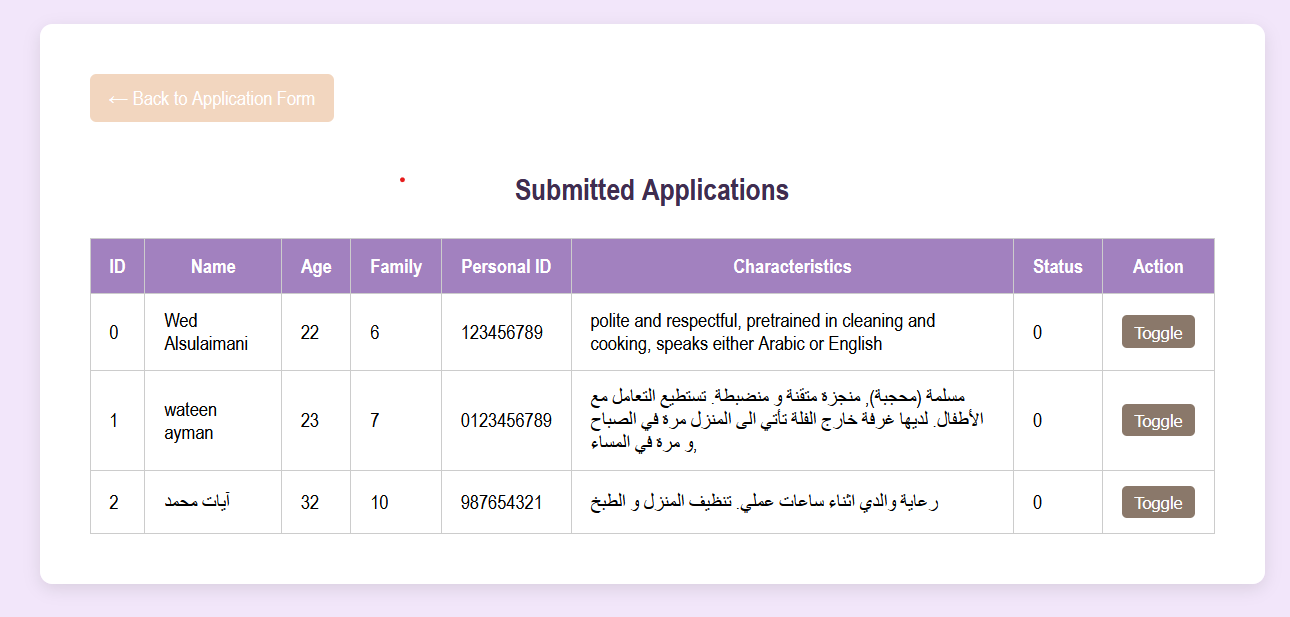 ← Back to Application Form
Submitted Applications
ID Name Age Family Personal ID Characteristics Status Action
0 Wed Alsulaimani 22 6 123456789 polite and respectful, pretrained in cleaning and cooking, speaks either Arabic or English 0 Toggle
1 wateen ayman 23 7 0123456789 مسلمة (محجبة), منجزة متقنة و منضبطة. تستطيع التعامل مع الأطفال. لديها غرفة خارج الفلة تأتي الى المنزل مرة في الصباح و مرة في المساء, 0 Toggle
2 آيات محمد 32 10 987654321 رعاية والدي اثناء ساعات عملي. تنظيف المنزل و الطبخ 0 Toggle